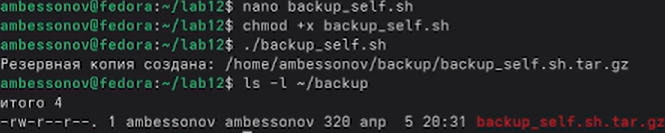 ambessonov@fedora:~/lab12$ nano backup_self.sh
ambessonov@fedora:~/lab12$ chmod +x backup_self.sh
ambessonov@fedora:~/lab12$ ./backup_self.sh
Резервная копия создана: /home/ambessonov/backup/backup_self.sh.tar.gz
ambessonov@fedora:~/lab12$ ls -l ~/backup
итого 4
-rw-r--r--. 1 ambessonov ambessonov 320 апр  5 20:31 backup_self.sh.tar.gz